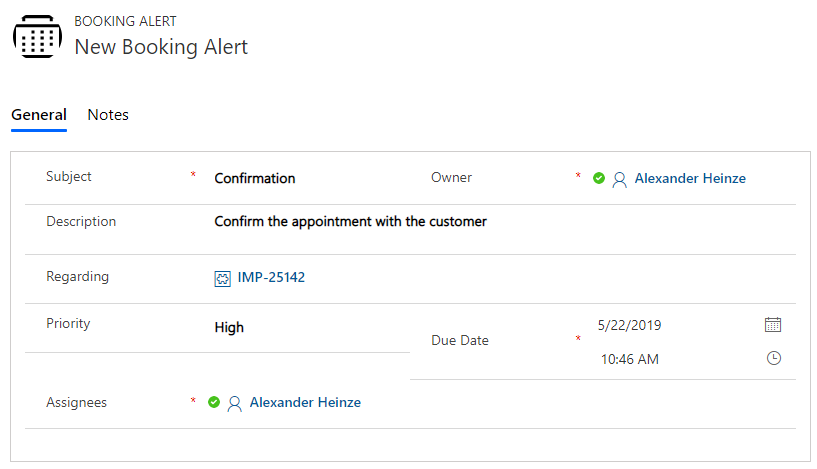 BOOKING ALERT
New Booking Alert
General Notes
Subject * Confirmation Owner * Alexander Heinze
Description Confirm the appointment with the customer
Regarding IMP-25142
Priority High Due Date * 5/22/2019
10:46 AM
Assignees * Alexander Heinze